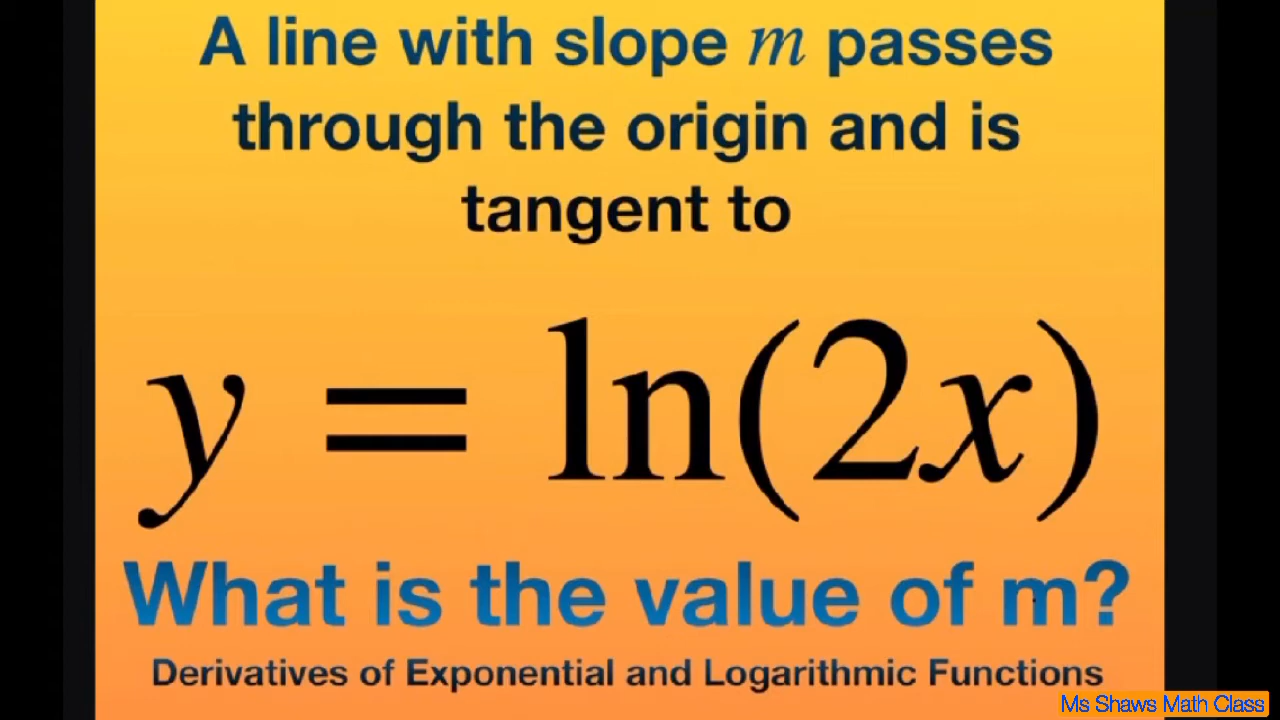 A line with slope m passes
through the origin and is
tangent to
y = ln(2x)
What is the value of m?
Derivatives of Exponential and Logarithmic Functions
Ms Shaws Math Class